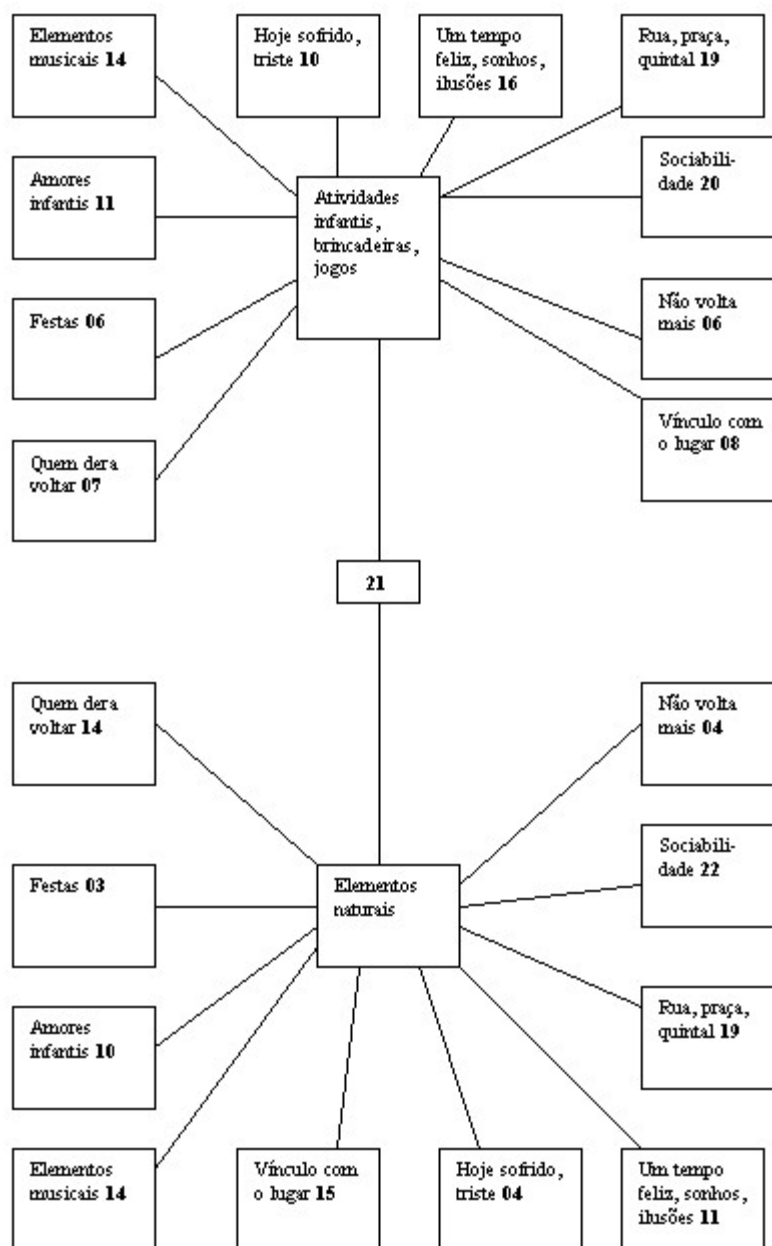 Elementos
musicais 14
Hoje sofrido,
triste 10
Um tempo
feliz, sonhos,
ilusões 16
Rua, praça,
quintal 19
Amores
infantis 11
Atividades
infantis,
brincadeiras,
jogos
Sociabili-
dade 20
Festas 06
Não volta
mais 06
Quem dera
voltar 07
Vínculo com
o lugar 08
21
Quem dera
voltar 14
Não volta
mais 04
Festas 03
Elementos
naturais
Sociabili-
dade 22
Amores
infantis 10
Rua, praça,
quintal 19
Elementos
musicais 14
Vínculo com
o lugar 15
Hoje sofrido,
triste 04
Um tempo
feliz, sonhos,
ilusões 11